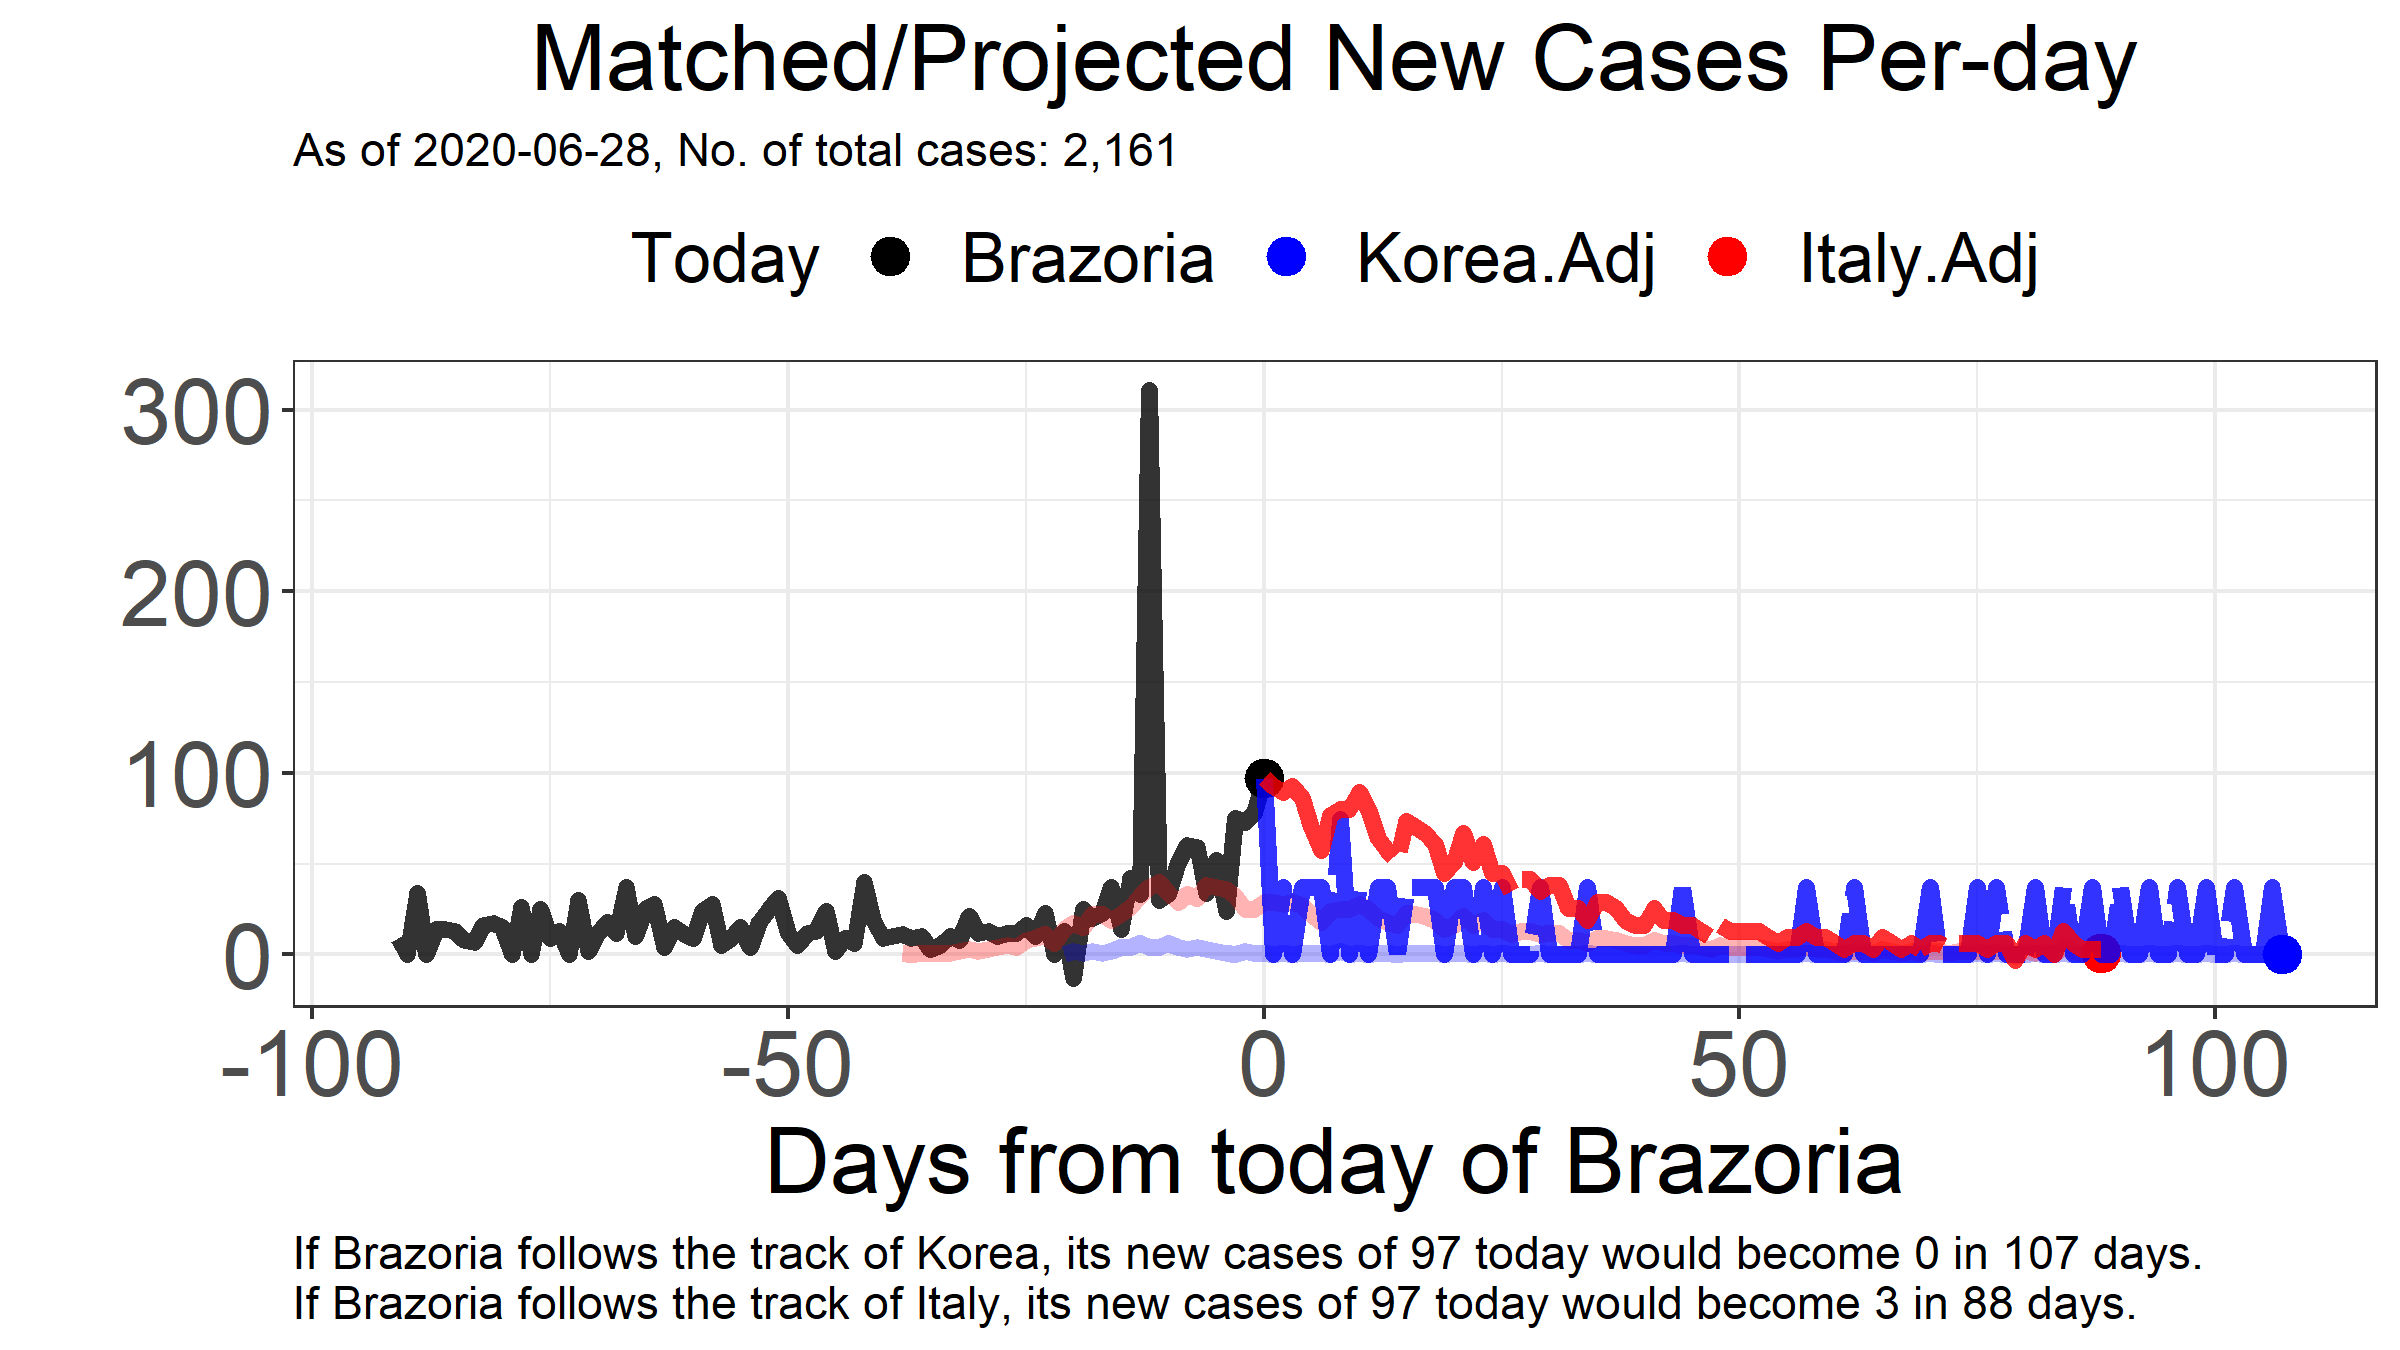 Matched/Projected New Cases Per-day
As of 2020-06-28, No. of total cases: 2,161
Today Brazoria Korea.Adj Italy.Adj
300
200
100
0
-100 -50 0 50 100
Days from today of Brazoria
If Brazoria follows the track of Korea, its new cases of 97 today would become 0 in 107 days.
If Brazoria follows the track of Italy, its new cases of 97 today would become 3 in 88 days.